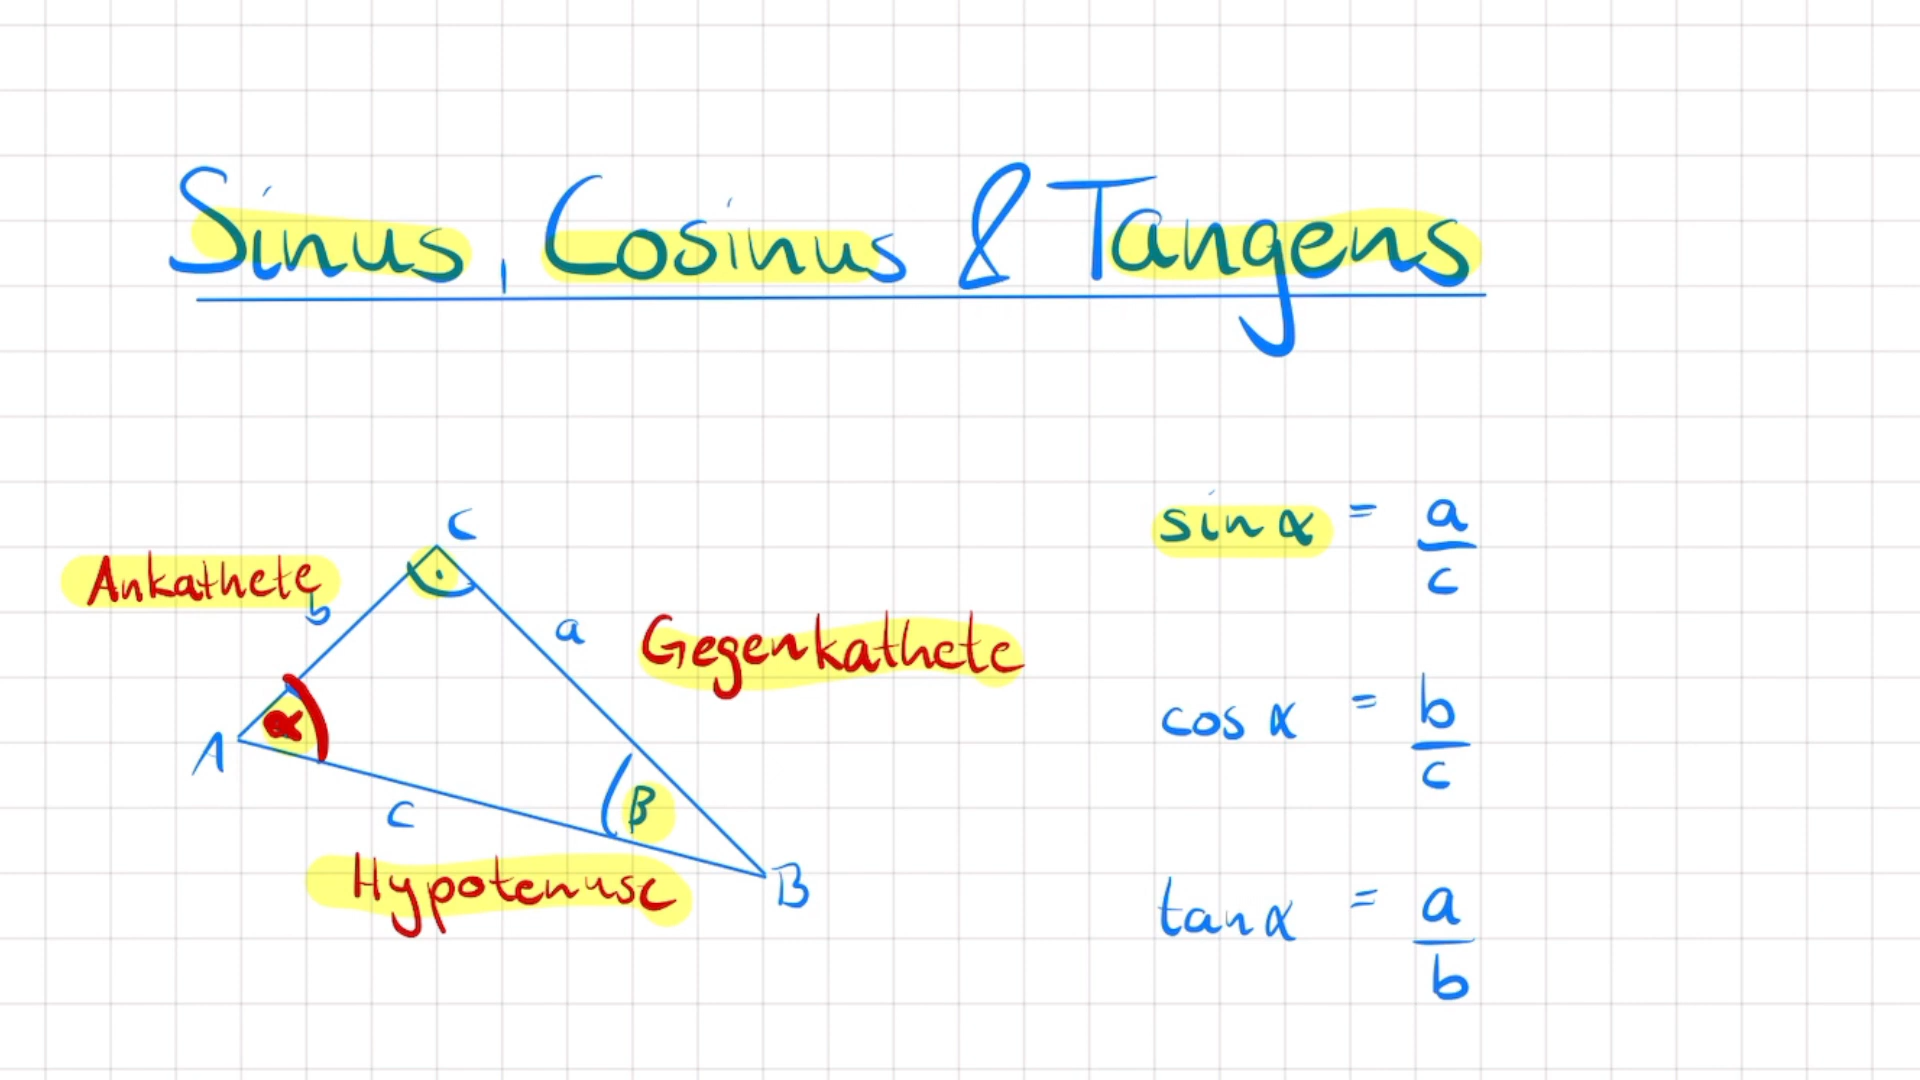 Sinus, Cosinus & Tangens
C
Ankathete
b
a
Gegenkathete
α
A
c
β
Hypotenuse
B
sin α = a/c
cos α = b/c
tan α = a/b